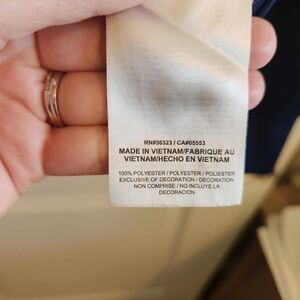 RN#56323 / CA#05553
MADE IN VIETNAM/FABRIQUE AU
VIETNAM/HECHO EN VIETNAM
100% POLYESTER / POLYESTER / POLIESTER
EXCLUSIVE OF DECORATION / DECORATION
NON COMPRISE / NO INCLUYE LA
DECORACION